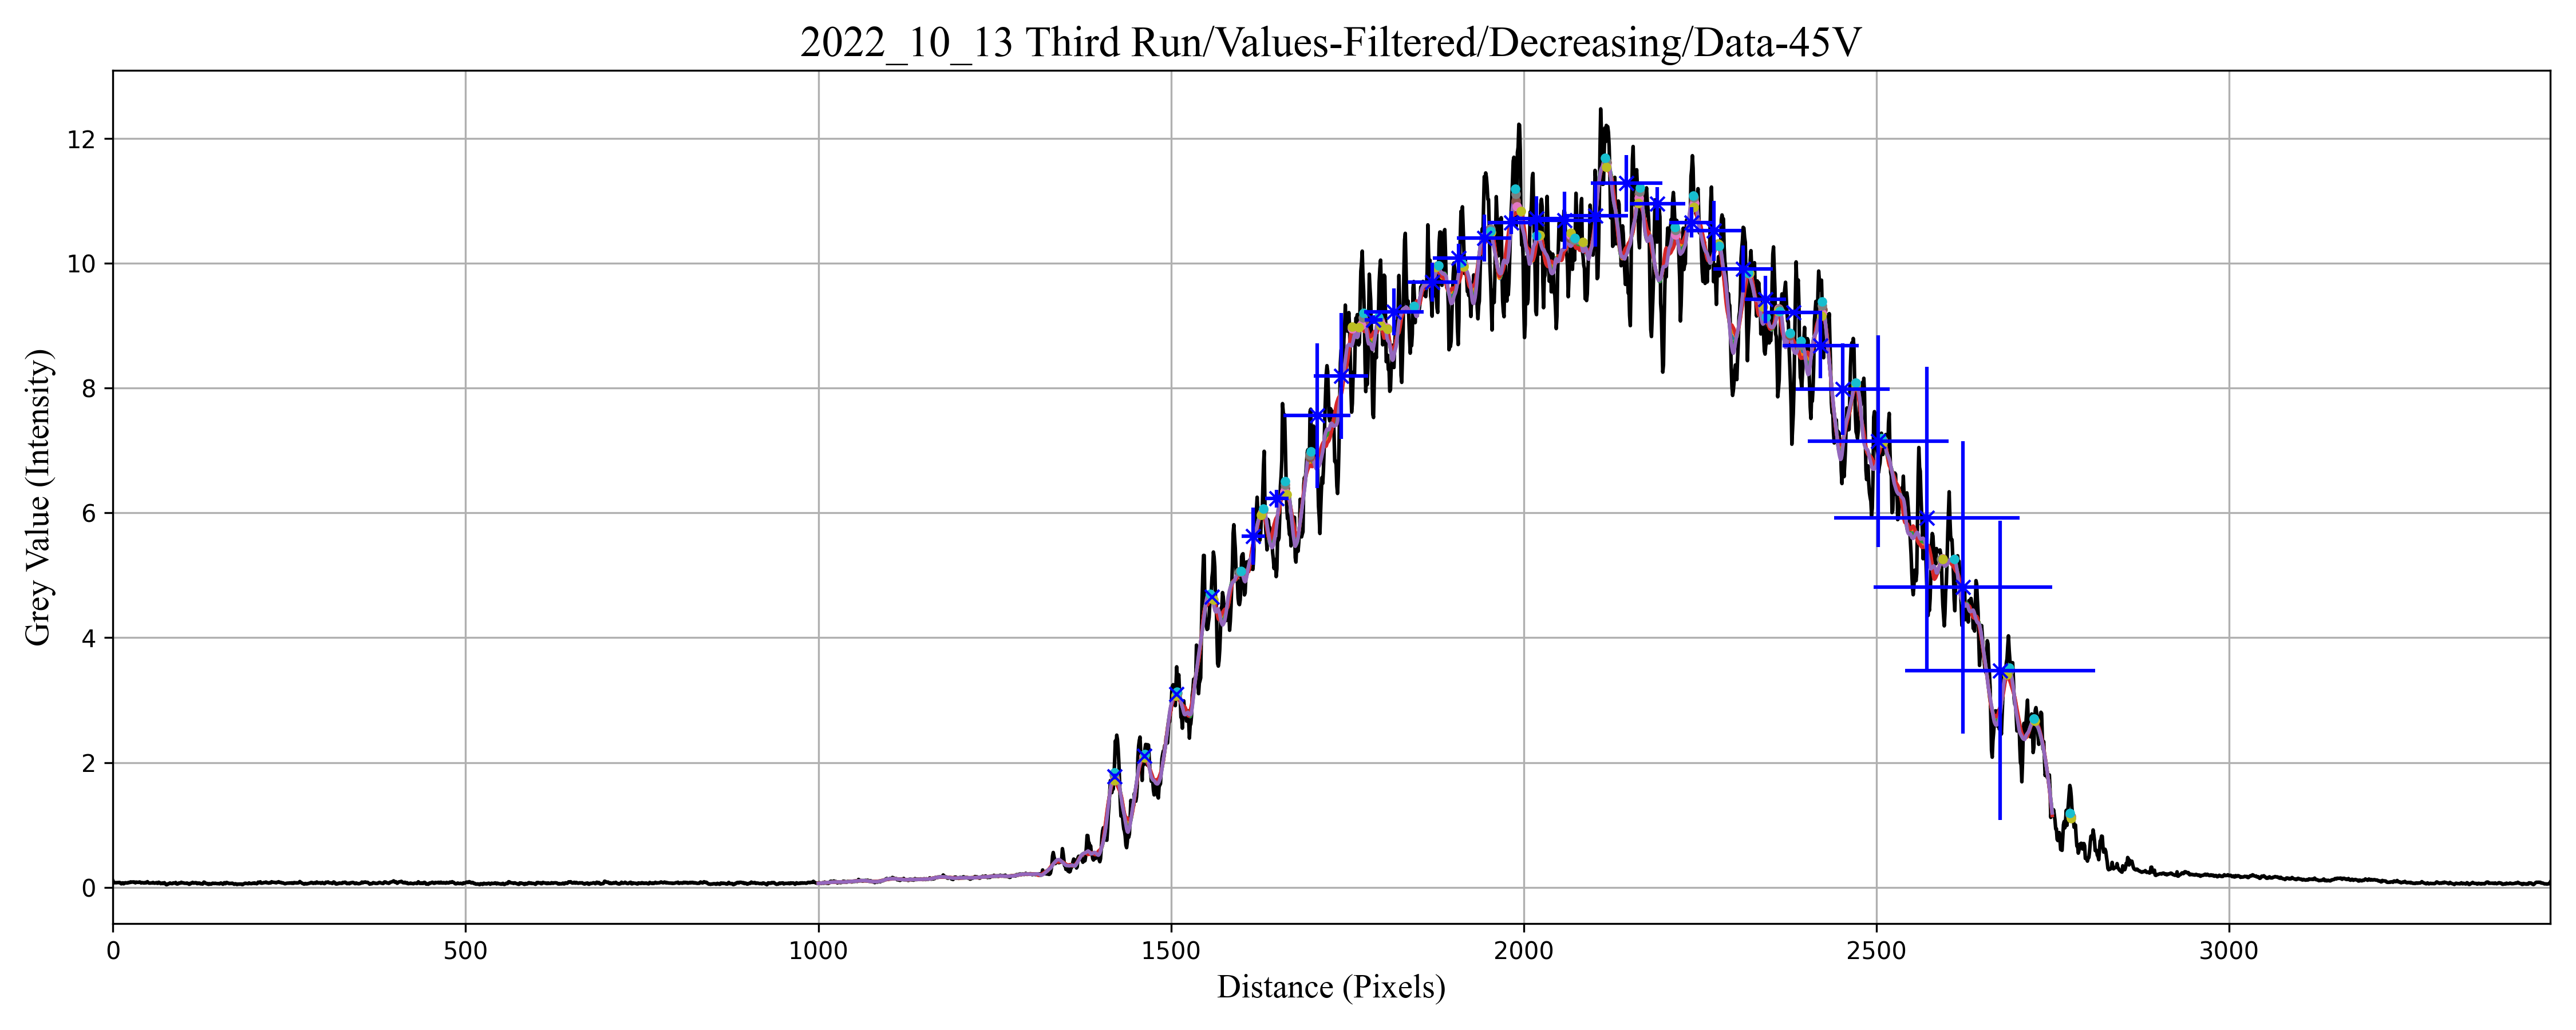 2022_10_13 Third Run/Values-Filtered/Decreasing/Data-45V
Grey Value (Intensity)
12
10
8
6
4
2
0
0 500 1000 1500 2000 2500 3000
Distance (Pixels)